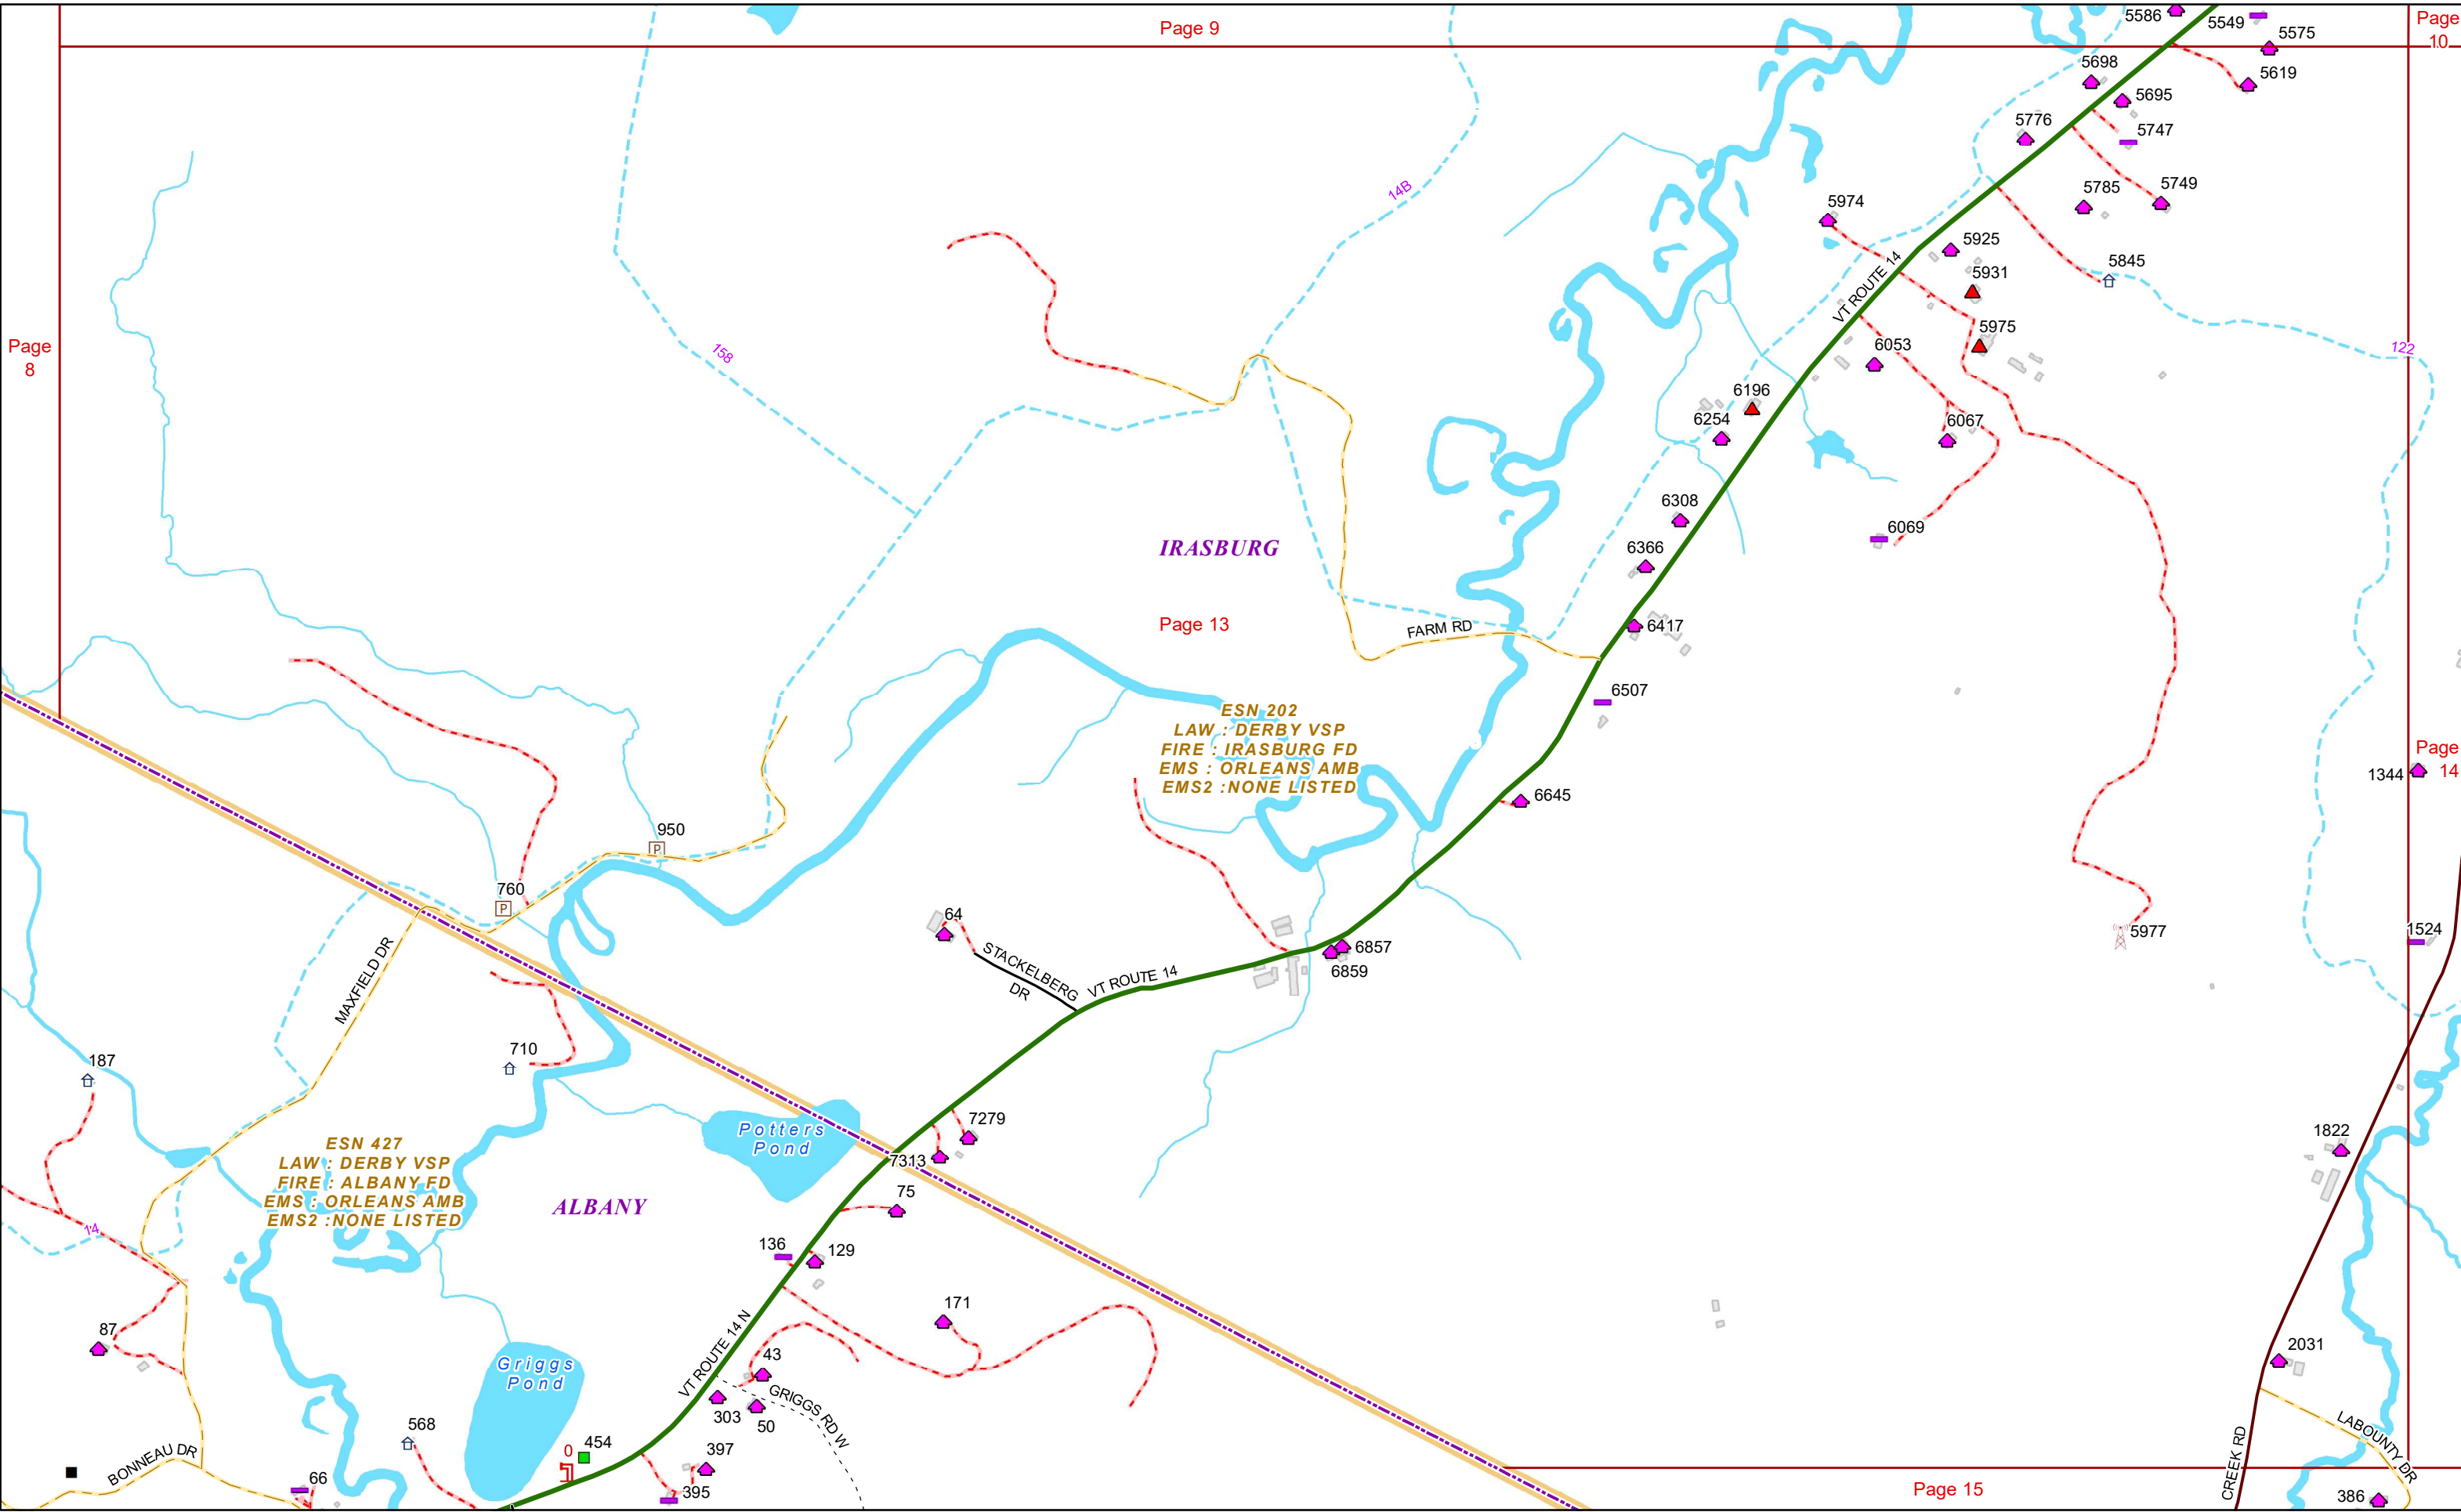 Page 9
Page
10
5586
5549
5575
5698
5619
5695
5776
5747
14B
5785
5749
5974
5925
5845
5931
VT ROUTE 14
5975
Page
8
158
122
6053
6196
6254
6067
6308
6069
IRASBURG
6366
Page 13
FARM RD
6417
6507
ESN 202
LAW : DERBY VSP
FIRE : IRASBURG FD
EMS : ORLEANS AMB
EMS2 :NONE LISTED
Page
14
1344
6645
950
760
64
STACKELBERG
DR
VT ROUTE 14
6857
6859
5977
1524
MAXFIELD DR
710
187
7279
Potters
Pond
7313
1822
ESN 427
LAW : DERBY VSP
FIRE : ALBANY FD
EMS : ORLEANS AMB
EMS2 :NONE LISTED
ALBANY
75
14
136
129
171
VT ROUTE 14 N
87
Griggs
Pond
43
2031
GRIGGS RD W
303
50
568
454
0
397
BONNEAU DR
66
395
CREEK RD
LABOUNTY DR
Page 15
386